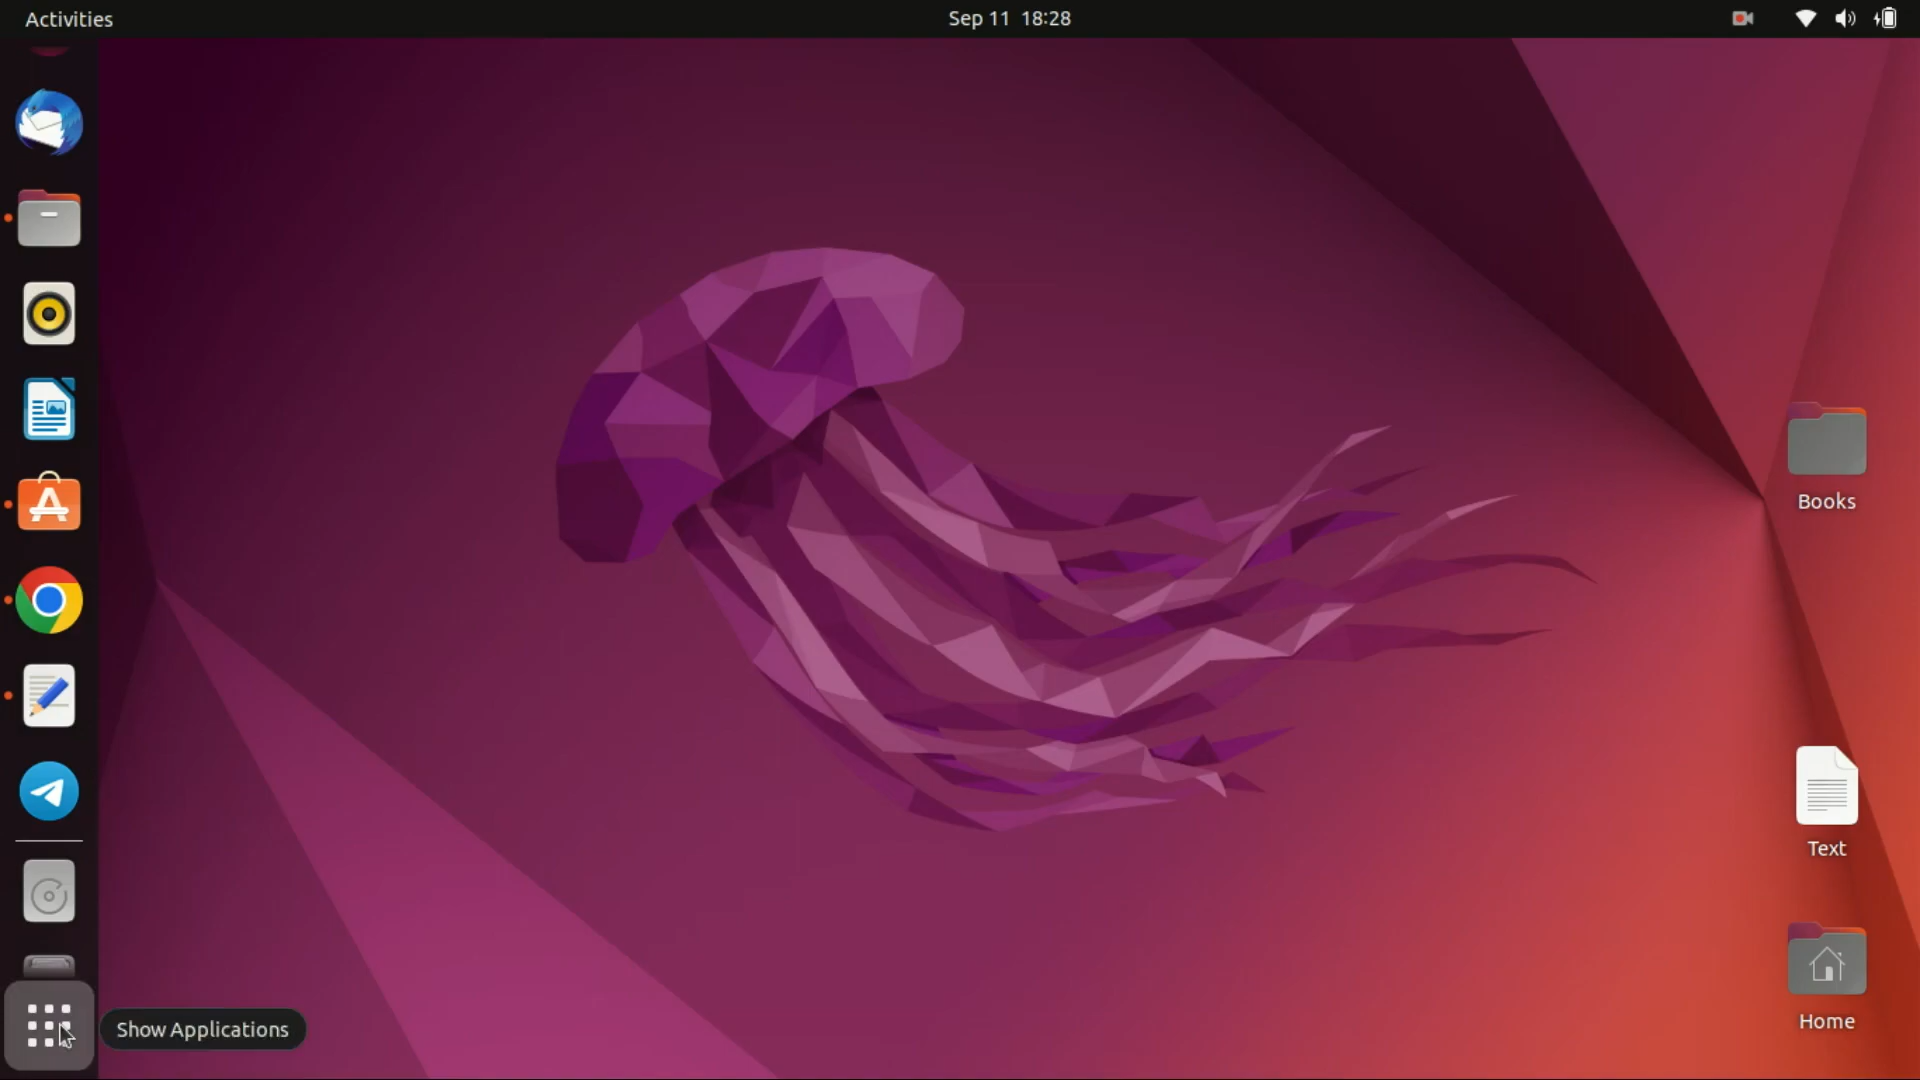 Activities
Sep 11 18:28
Books
Text
Home
Show Applications